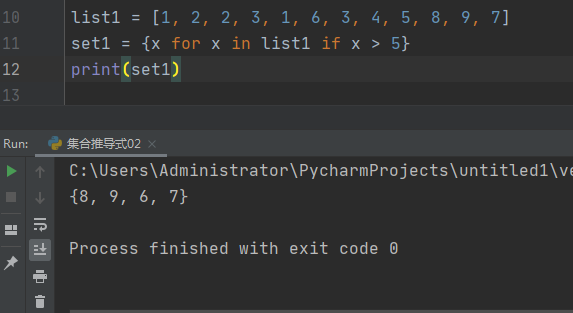 10 list1 = [1, 2, 2, 3, 1, 6, 3, 4, 5, 8, 9, 7]
11 set1 = {x for x in list1 if x > 5}
12 print(set1)
13
Run: 集合推导式02 ×
C:\Users\Administrator\PycharmProjects\untitled1\ve
{8, 9, 6, 7}
Process finished with exit code 0